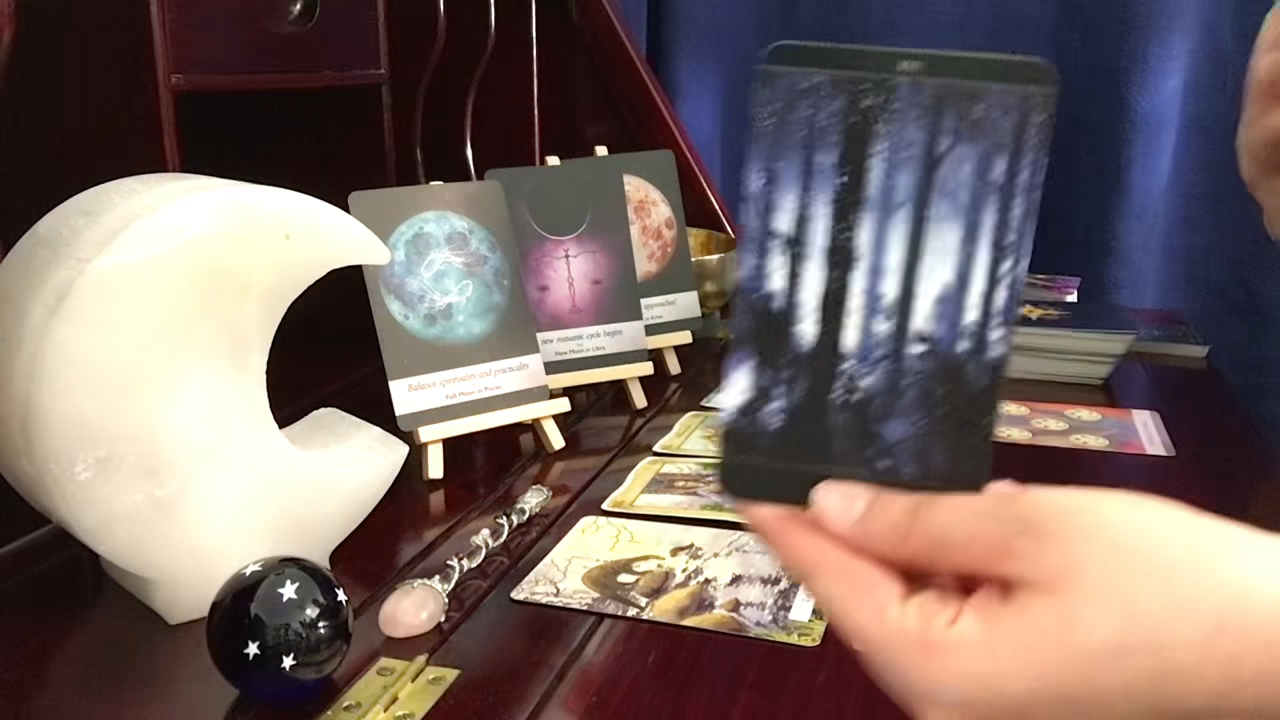 Balance spirituality and practicality
Full Moon in Pisces
new romantic cycle begins
New Moon in Libra
approaches!
in Aries